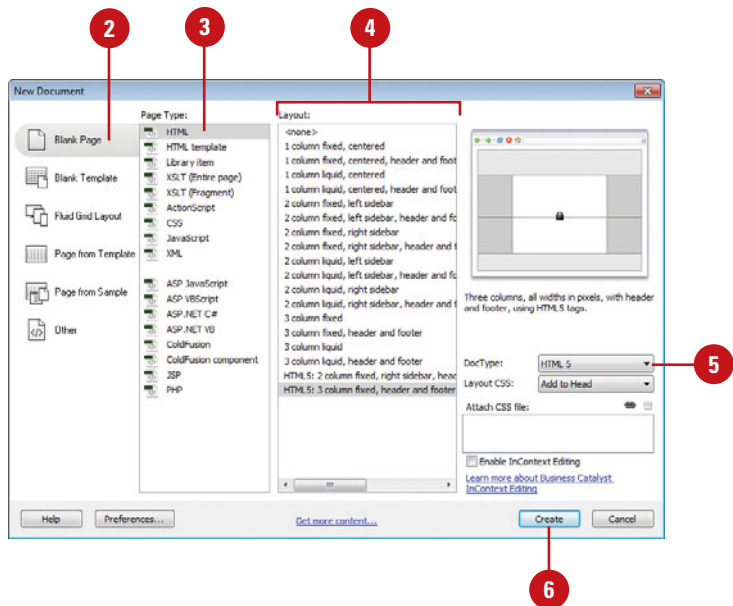 2
3
4
New Document
Blank Page
Blank Template
Fluid Grid Layout
Page from Template
Page from Sample
Other
Page Type:
HTML
HTML template
Library item
XSLT (Entire page)
XSLT (Fragment)
ActionScript
CSS
JavaScript
XML
ASP JavaScript
ASP VBScript
ASP.NET C#
ASP.NET VB
ColdFusion
ColdFusion component
JSP
PHP
Layout:
<none>
1 column fixed, centered
1 column fixed, centered, header and foot
1 column liquid, centered
1 column liquid, centered, header and foot
2 column fixed, left sidebar
2 column fixed, left sidebar, header and fo
2 column fixed, right sidebar
2 column fixed, right sidebar, header and f
2 column liquid, left sidebar
2 column liquid, left sidebar, header and fo
2 column liquid, right sidebar
2 column liquid, right sidebar, header and f
3 column fixed
3 column fixed, header and footer
3 column liquid
3 column liquid, header and footer
HTML5: 2 column fixed, right sidebar, head
HTML5: 3 column fixed, header and footer
Three columns, all widths in pixels, with header
and footer, using HTML5 tags.
DocType: HTML 5
5
Layout CSS: Add to Head
Attach CSS file:
Enable InContext Editing
Learn more about Business Catalyst
InContext Editing
Help
Preferences...
Get more content...
Create
Cancel
6